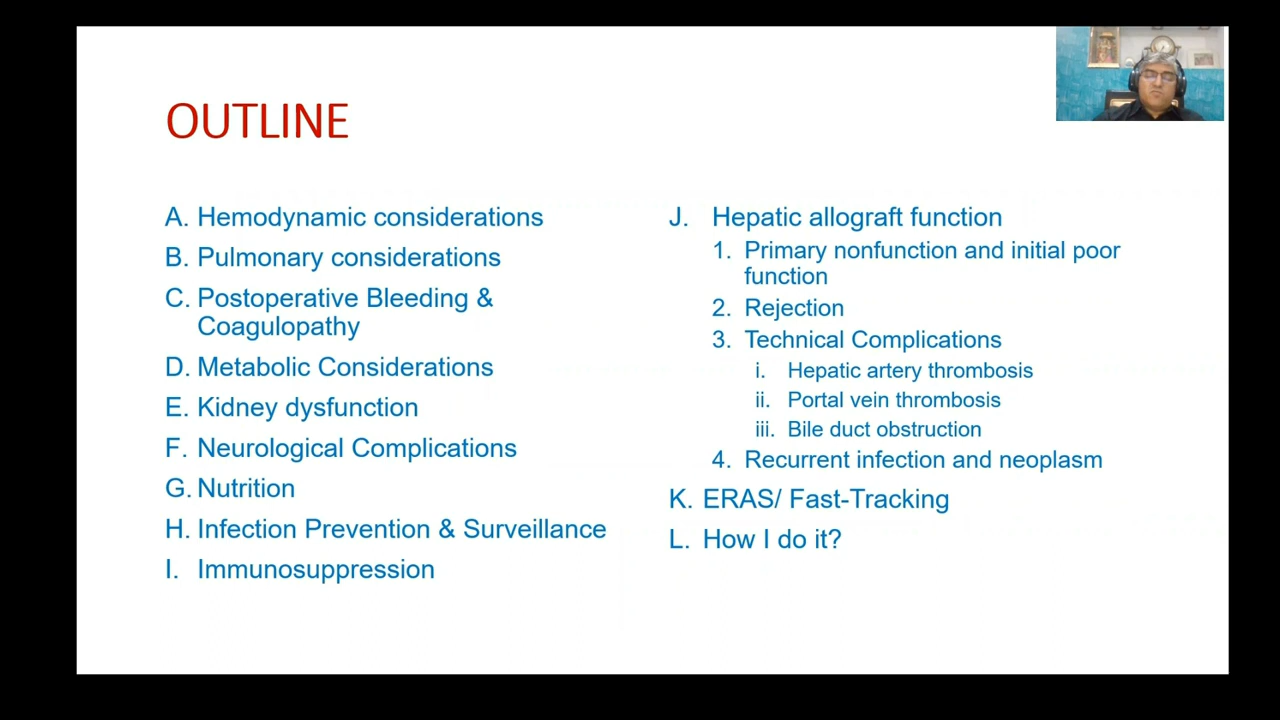 OUTLINE
A. Hemodynamic considerations
B. Pulmonary considerations
C. Postoperative Bleeding &
Coagulopathy
D. Metabolic Considerations
E. Kidney dysfunction
F. Neurological Complications
G. Nutrition
H. Infection Prevention & Surveillance
I. Immunosuppression
J. Hepatic allograft function
1. Primary nonfunction and initial poor
function
2. Rejection
3. Technical Complications
i. Hepatic artery thrombosis
ii. Portal vein thrombosis
iii. Bile duct obstruction
4. Recurrent infection and neoplasm
K. ERAS/ Fast-Tracking
L. How I do it?